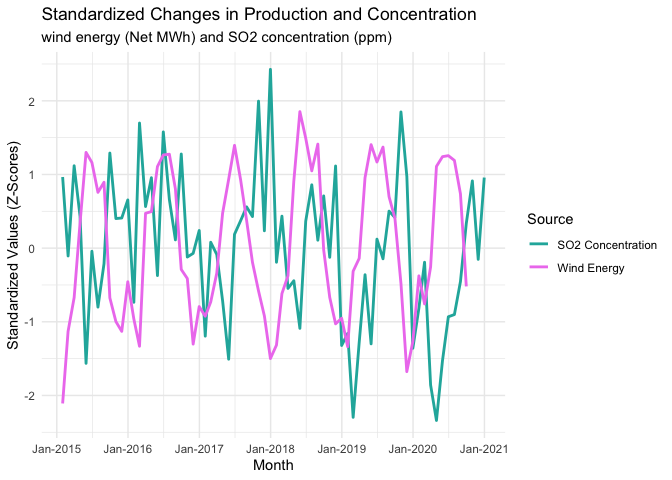 Standardized Changes in Production and Concentration
wind energy (Net MWh) and SO2 concentration (ppm)
Standardized Values (Z-Scores)
2
1
0
-1
-2
Jan-2015 Jan-2016 Jan-2017 Jan-2018 Jan-2019 Jan-2020 Jan-2021
Month
Source
SO2 Concentration
Wind Energy